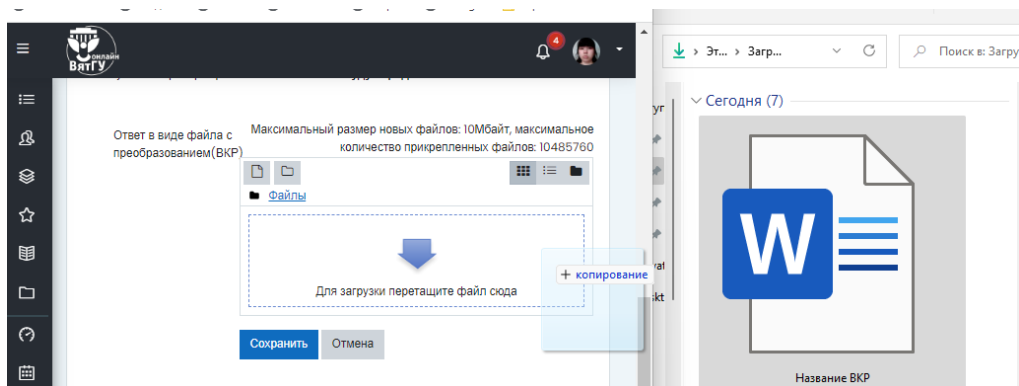 онлайн
ВятГУ
4
Ответ в виде файла с
преобразованием(ВКР)
Максимальный размер новых файлов: 10Мбайт, максимальное
количество прикрепленных файлов: 10485760
Файлы
Для загрузки перетащите файл сюда
+ копирование
Сохранить
Отмена
Эт... › Загр...
Поиск в: Загру
Сегодня (7)
W
Название ВКР